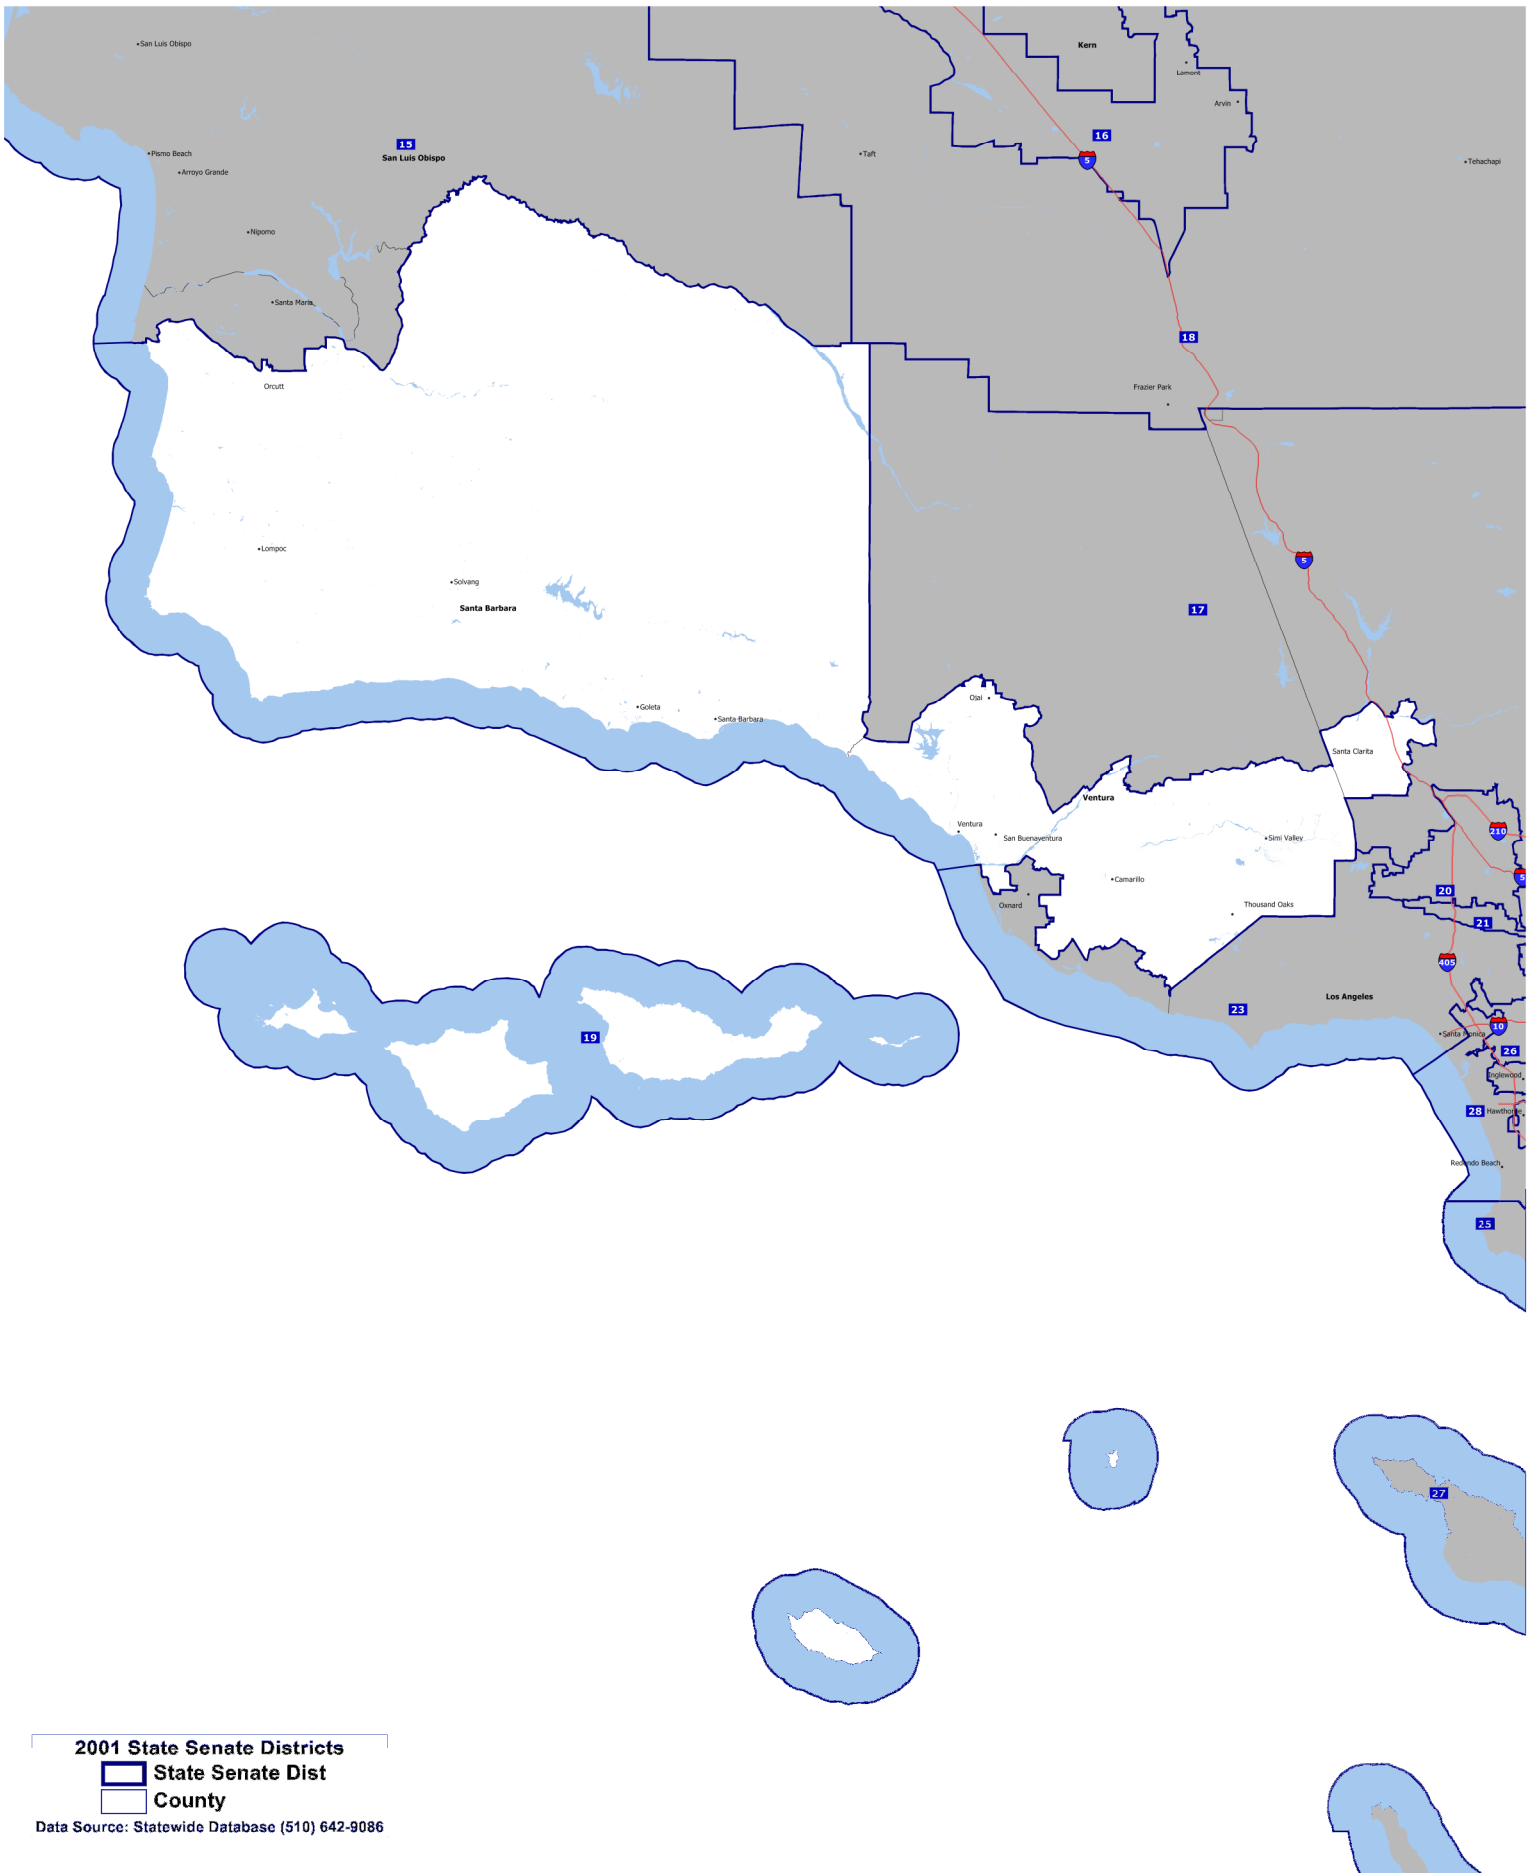 San Luis Obispo
Kern
Lamont
Arvin
15
San Luis Obispo
16
5
Pismo Beach
Taft
Tehachapi
Arroyo Grande
Nipomo
Santa Maria
18
Orcutt
Frazier Park
Lompoc
5
Solvang
Santa Barbara
17
Ojai
Goleta
Santa Barbara
Santa Clarita
Ventura
Ventura
San Buenaventura
Simi Valley
210
Camarillo
5
20
Oxnard
Thousand Oaks
21
405
Los Angeles
23
19
Santa Monica
10
26
Inglewood
28
Hawthorne
Redondo Beach
25
27
2001 State Senate Districts
State Senate Dist
County
Data Source: Statewide Database (510) 642-9086